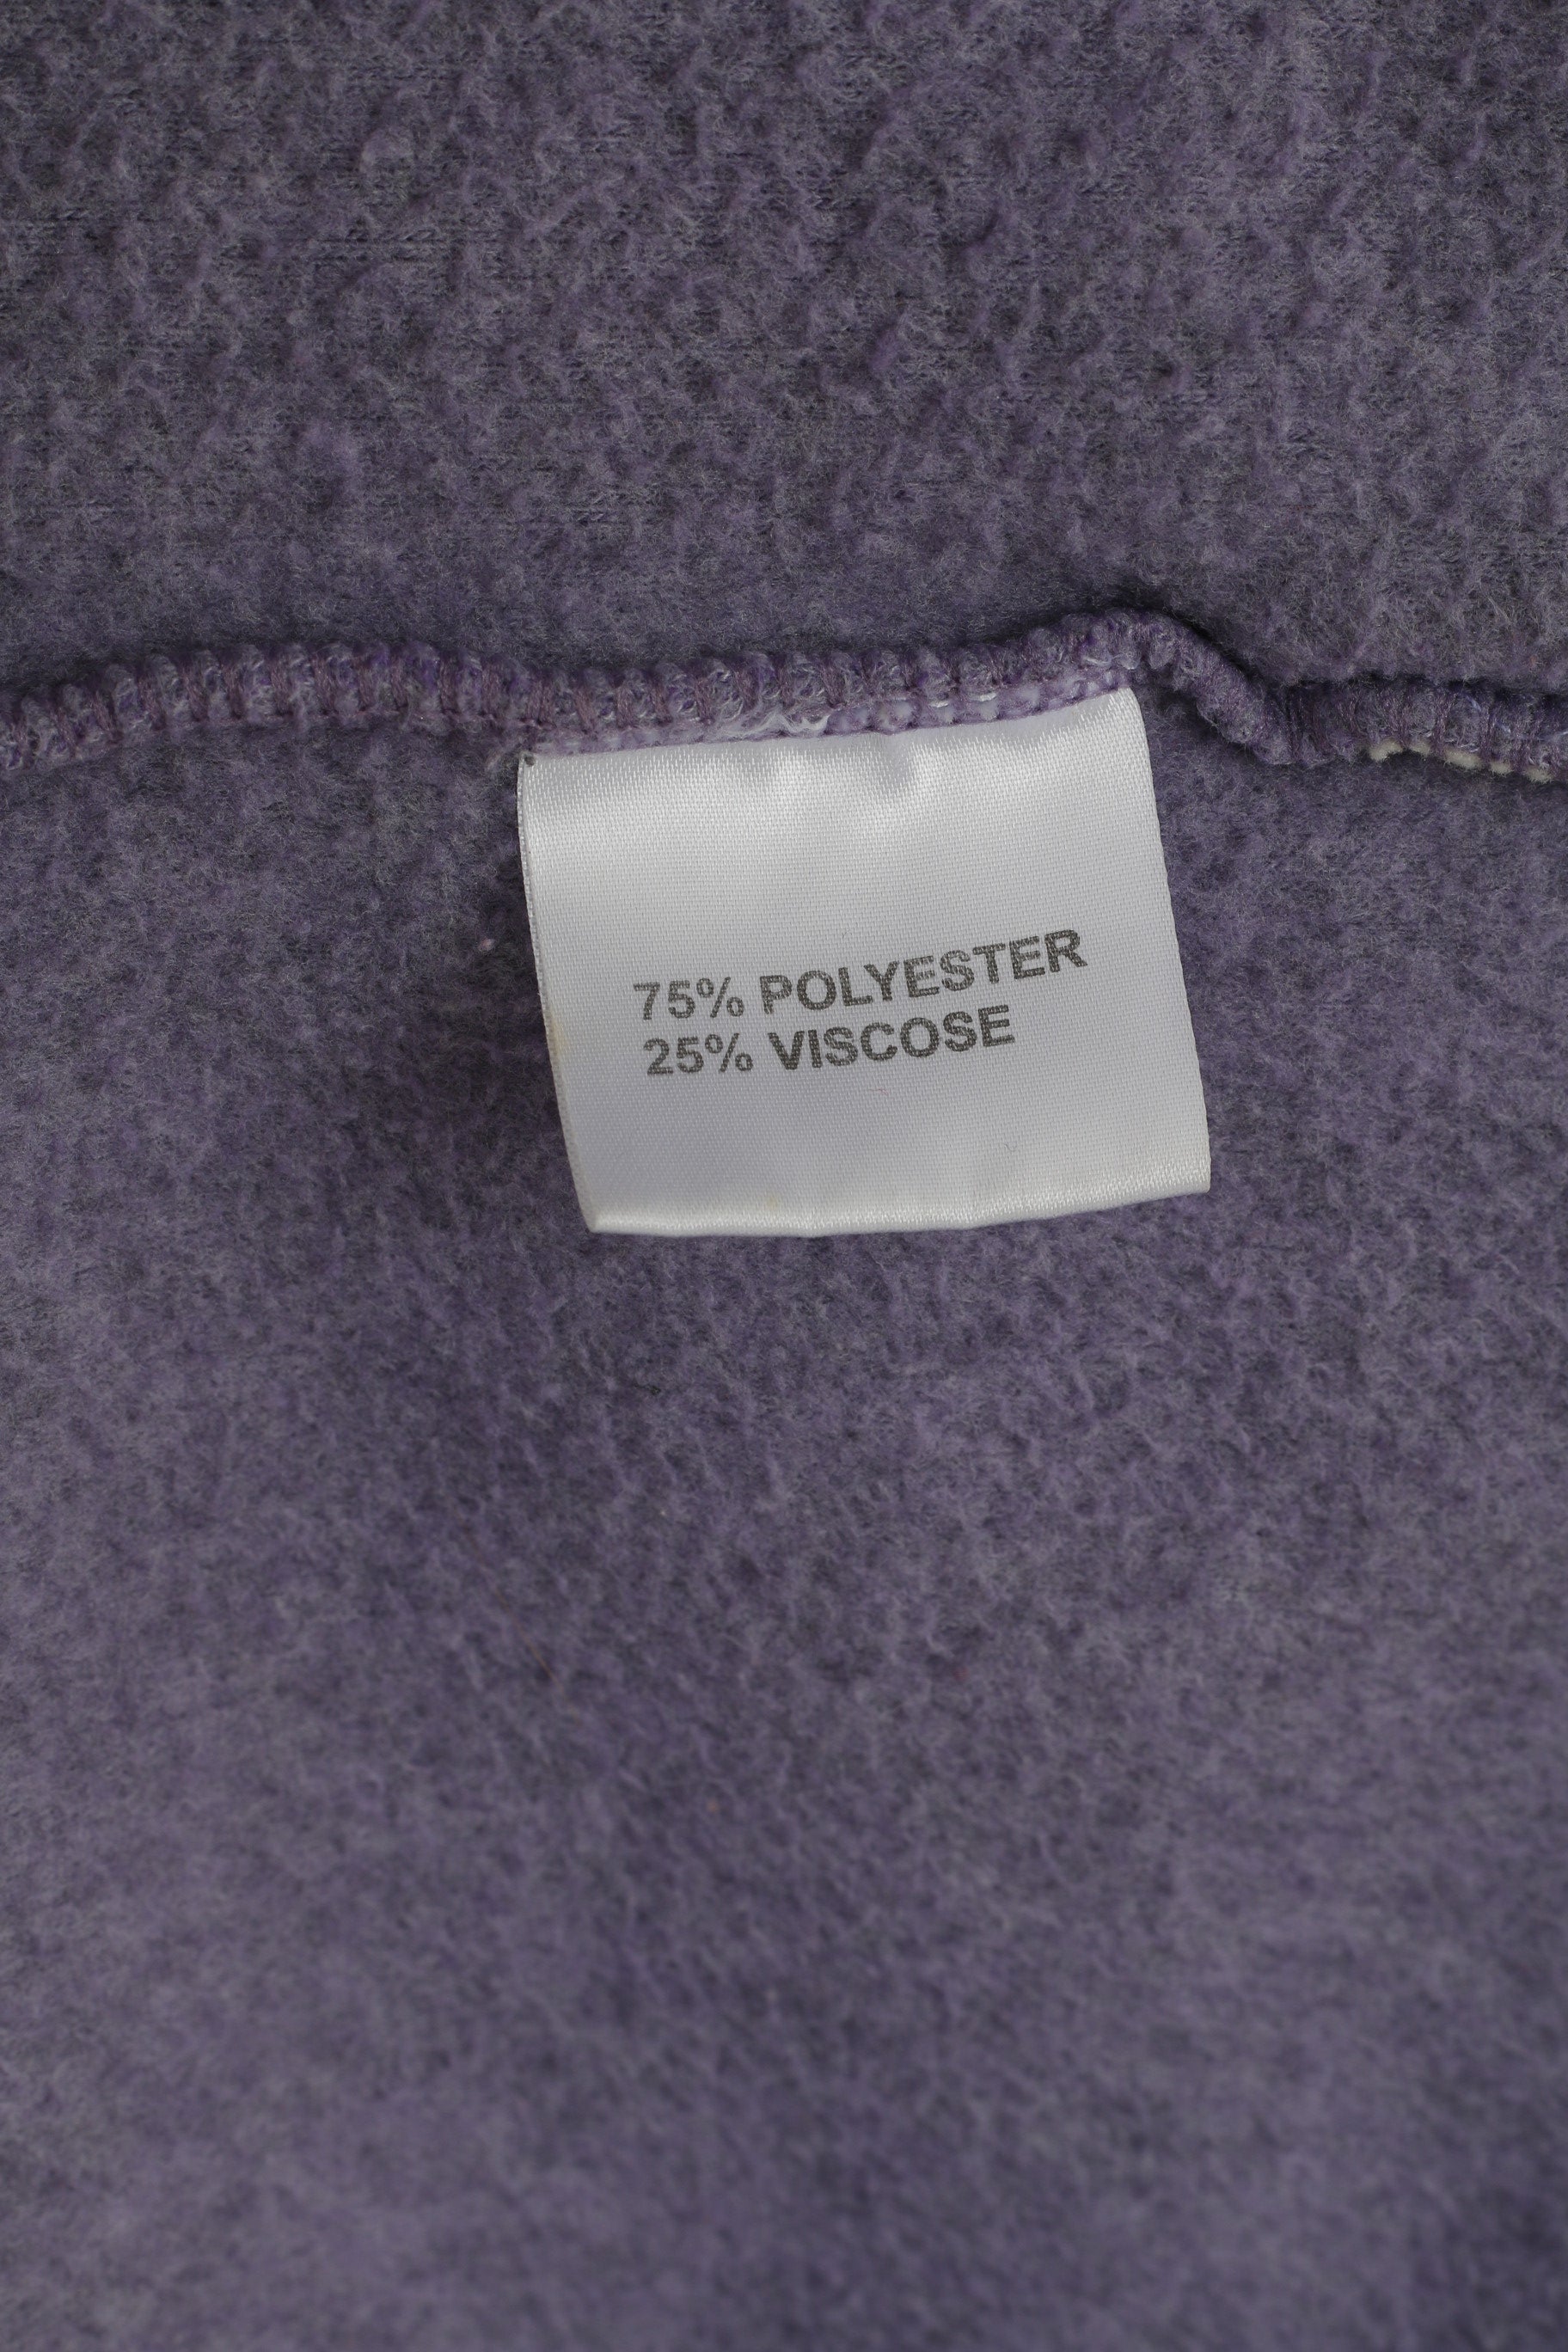 75% POLYESTER
25% VISCOSE